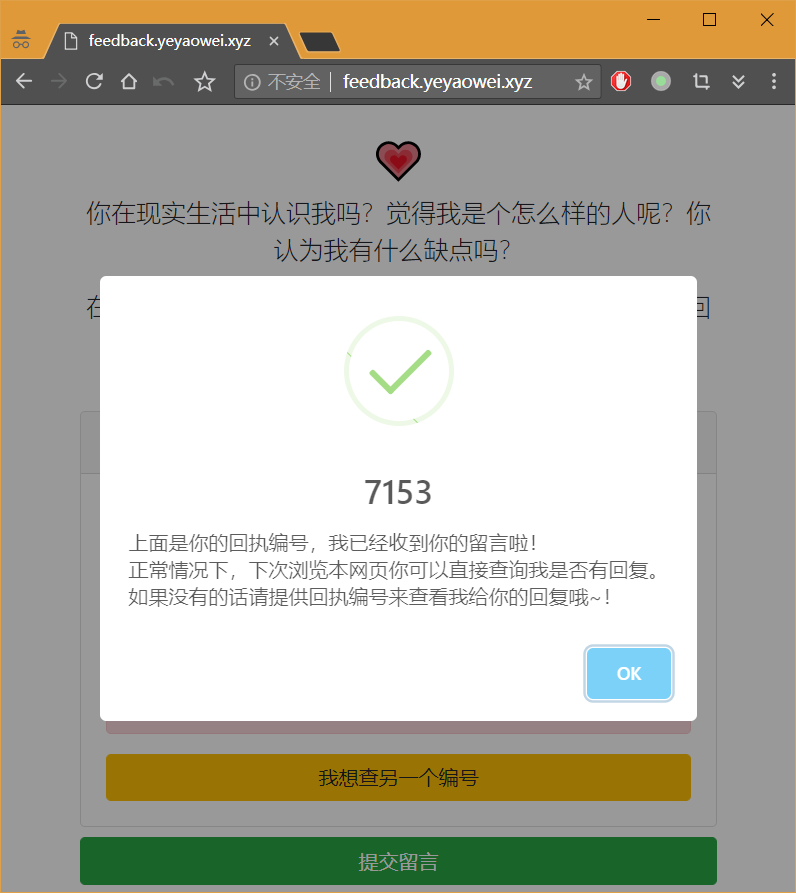 feedback.yeyaowei.xyz
不安全 feedback.yeyaowei.xyz
你在现实生活中认识我吗？觉得我是个怎么样的人呢？你
认为我有什么缺点吗？
7153
上面是你的回执编号，我已经收到你的留言啦！
正常情况下，下次浏览本网页你可以直接查询我是否有回复。
如果没有的话请提供回执编号来查看我给你的回复哦~！
OK
我想查另一个编号
提交留言